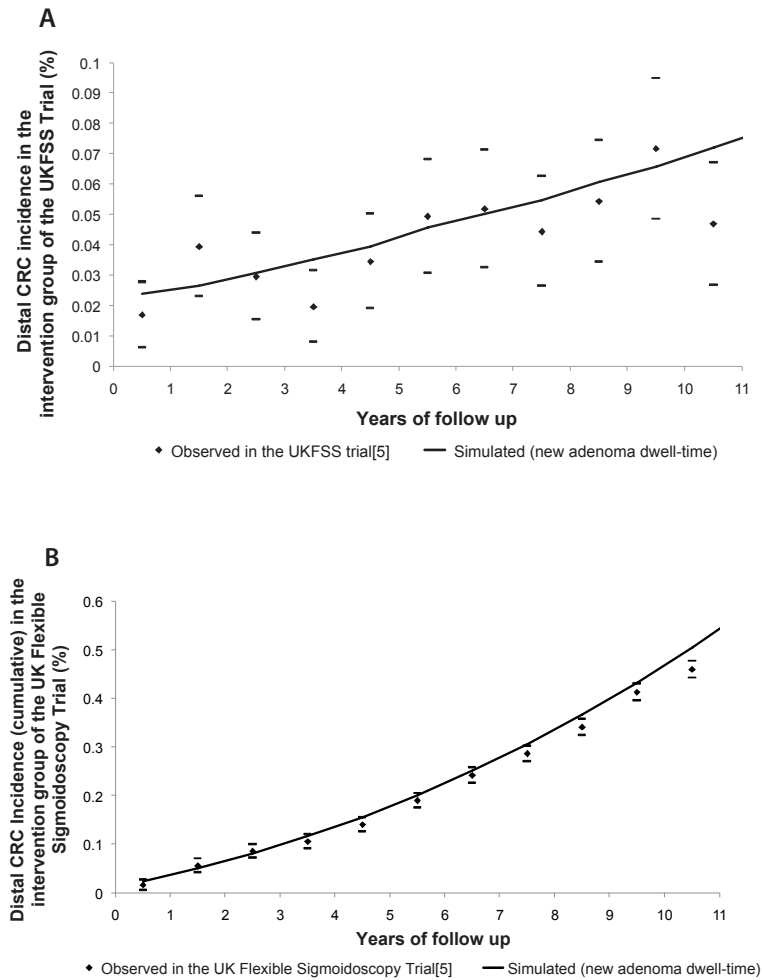 A
Distal CRC incidence in the
intervention group of the UKFSS Trial (%)
0.1
0.09
0.08
0.07
0.06
0.05
0.04
0.03
0.02
0.01
0
0 1 2 3 4 5 6 7 8 9 10 11
Years of follow up
Observed in the UKFSS trial[5] Simulated (new adenoma dwell-time)
B
Distal CRC Incidence (cumulative) in the
intervention group of the UK Flexible
Sigmoidoscopy Trial (%)
0.6
0.5
0.4
0.3
0.2
0.1
0
0 1 2 3 4 5 6 7 8 9 10 11
Years of follow up
Observed in the UK Flexible Sigmoidoscopy Trial[5] Simulated (new adenoma dwell-time)